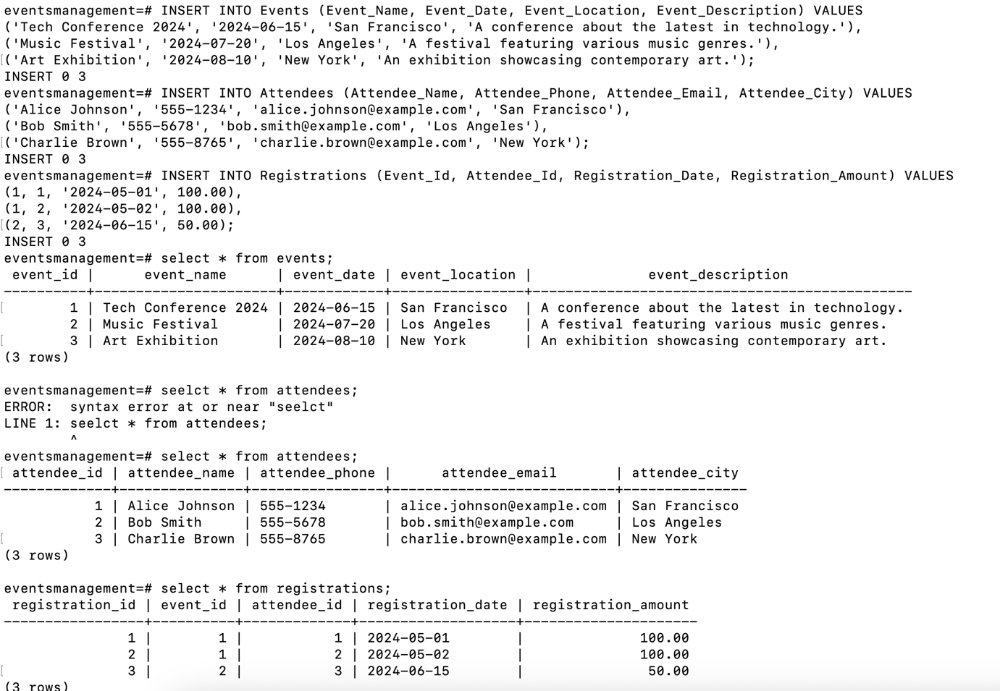 eventsmanagement=# INSERT INTO Events (Event_Name, Event_Date, Event_Location, Event_Description) VALUES
('Tech Conference 2024', '2024-06-15', 'San Francisco', 'A conference about the latest in technology.'),
('Music Festival', '2024-07-20', 'Los Angeles', 'A festival featuring various music genres.'),
[('Art Exhibition', '2024-08-10', 'New York', 'An exhibition showcasing contemporary art.');
INSERT 0 3
eventsmanagement=# INSERT INTO Attendees (Attendee_Name, Attendee_Phone, Attendee_Email, Attendee_City) VALUES
('Alice Johnson', '555-1234', 'alice.johnson@example.com', 'San Francisco'),
('Bob Smith', '555-5678', 'bob.smith@example.com', 'Los Angeles'),
[('Charlie Brown', '555-8765', 'charlie.brown@example.com', 'New York');
INSERT 0 3
eventsmanagement=# INSERT INTO Registrations (Event_Id, Attendee_Id, Registration_Date, Registration_Amount) VALUES
(1, 1, '2024-05-01', 100.00),
(1, 2, '2024-05-02', 100.00),
[(2, 3, '2024-06-15', 50.00);
INSERT 0 3
eventsmanagement=# select * from events;
 event_id |      event_name      | event_date | event_location |              event_description
----------+----------------------+------------+----------------+----------------------------------------------
[       1 | Tech Conference 2024 | 2024-06-15 | San Francisco  | A conference about the latest in technology.
        2 | Music Festival       | 2024-07-20 | Los Angeles    | A festival featuring various music genres.
[       3 | Art Exhibition       | 2024-08-10 | New York       | An exhibition showcasing contemporary art.
(3 rows)
eventsmanagement=# seelct * from attendees;
ERROR:  syntax error at or near "seelct"
LINE 1: seelct * from attendees;
        ^
eventsmanagement=# select * from attendees;
[attendee_id | attendee_name | attendee_phone |      attendee_email       | attendee_city
-------------+---------------+----------------+---------------------------+---------------
           1 | Alice Johnson | 555-1234       | alice.johnson@example.com | San Francisco
           2 | Bob Smith     | 555-5678       | bob.smith@example.com     | Los Angeles
[          3 | Charlie Brown | 555-8765       | charlie.brown@example.com | New York
(3 rows)
eventsmanagement=# select * from registrations;
 registration_id | event_id | attendee_id | registration_date | registration_amount
-----------------+----------+-------------+-------------------+---------------------
               1 |        1 |           1 | 2024-05-01        |              100.00
               2 |        1 |           2 | 2024-05-02        |              100.00
[              3 |        2 |           3 | 2024-06-15        |               50.00
(3 rows)